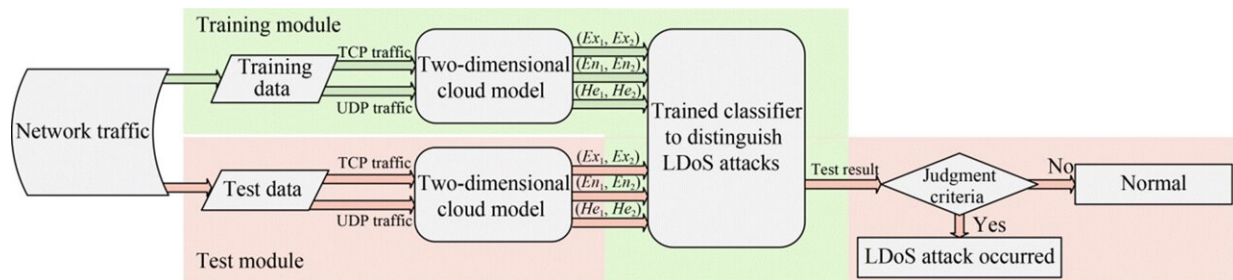 Training module
Network traffic
Training
data
TCP traffic
UDP traffic
Two-dimensional
cloud model
(Ex₁, Ex₂)
(En₁, En₂)
(He₁, He₂)
Trained classifier
to distinguish
LDoS attacks
Test data
TCP traffic
UDP traffic
Two-dimensional
cloud model
(Ex₁, Ex₂)
(En₁, En₂)
(He₁, He₂)
Test module
Test result
Judgment
criteria
No
Normal
Yes
LDoS attack occurred